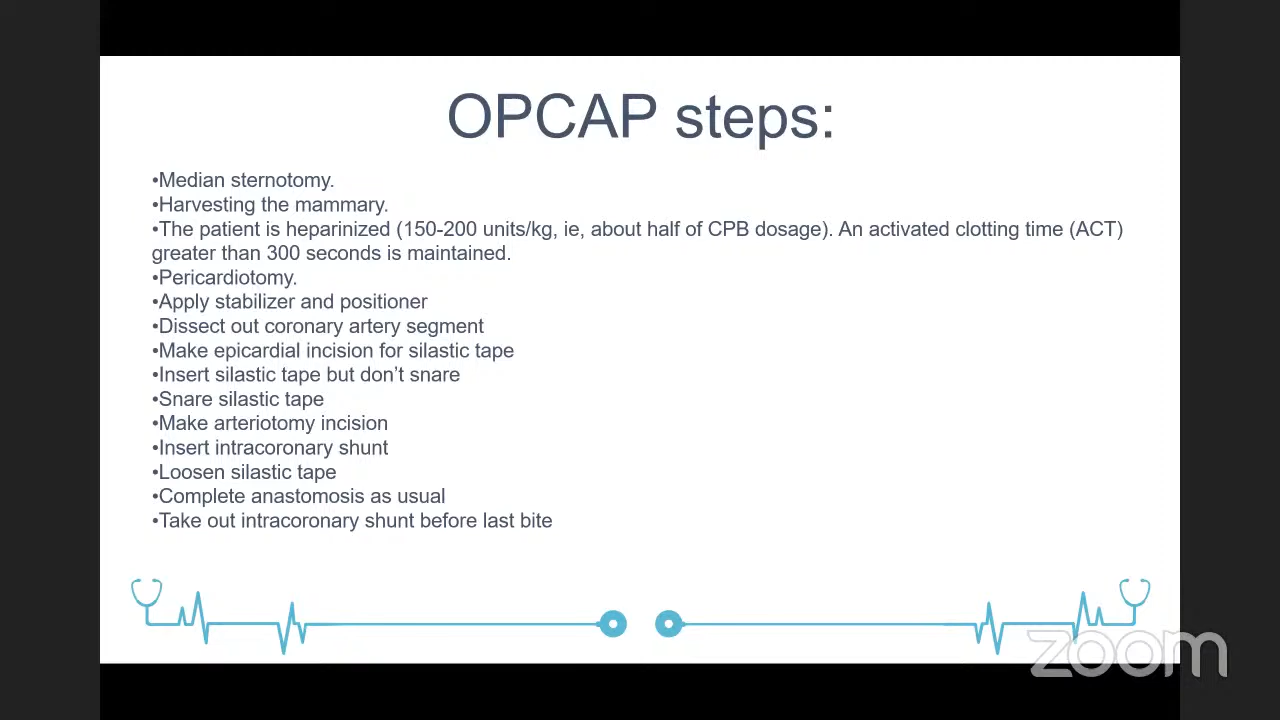 OPCAP steps:
•Median sternotomy.
•Harvesting the mammary.
•The patient is heparinized (150-200 units/kg, ie, about half of CPB dosage). An activated clotting time (ACT)
greater than 300 seconds is maintained.
•Pericardiotomy.
•Apply stabilizer and positioner
•Dissect out coronary artery segment
•Make epicardial incision for silastic tape
•Insert silastic tape but don’t snare
•Snare silastic tape
•Make arteriotomy incision
•Insert intracoronary shunt
•Loosen silastic tape
•Complete anastomosis as usual
•Take out intracoronary shunt before last bite
zoom